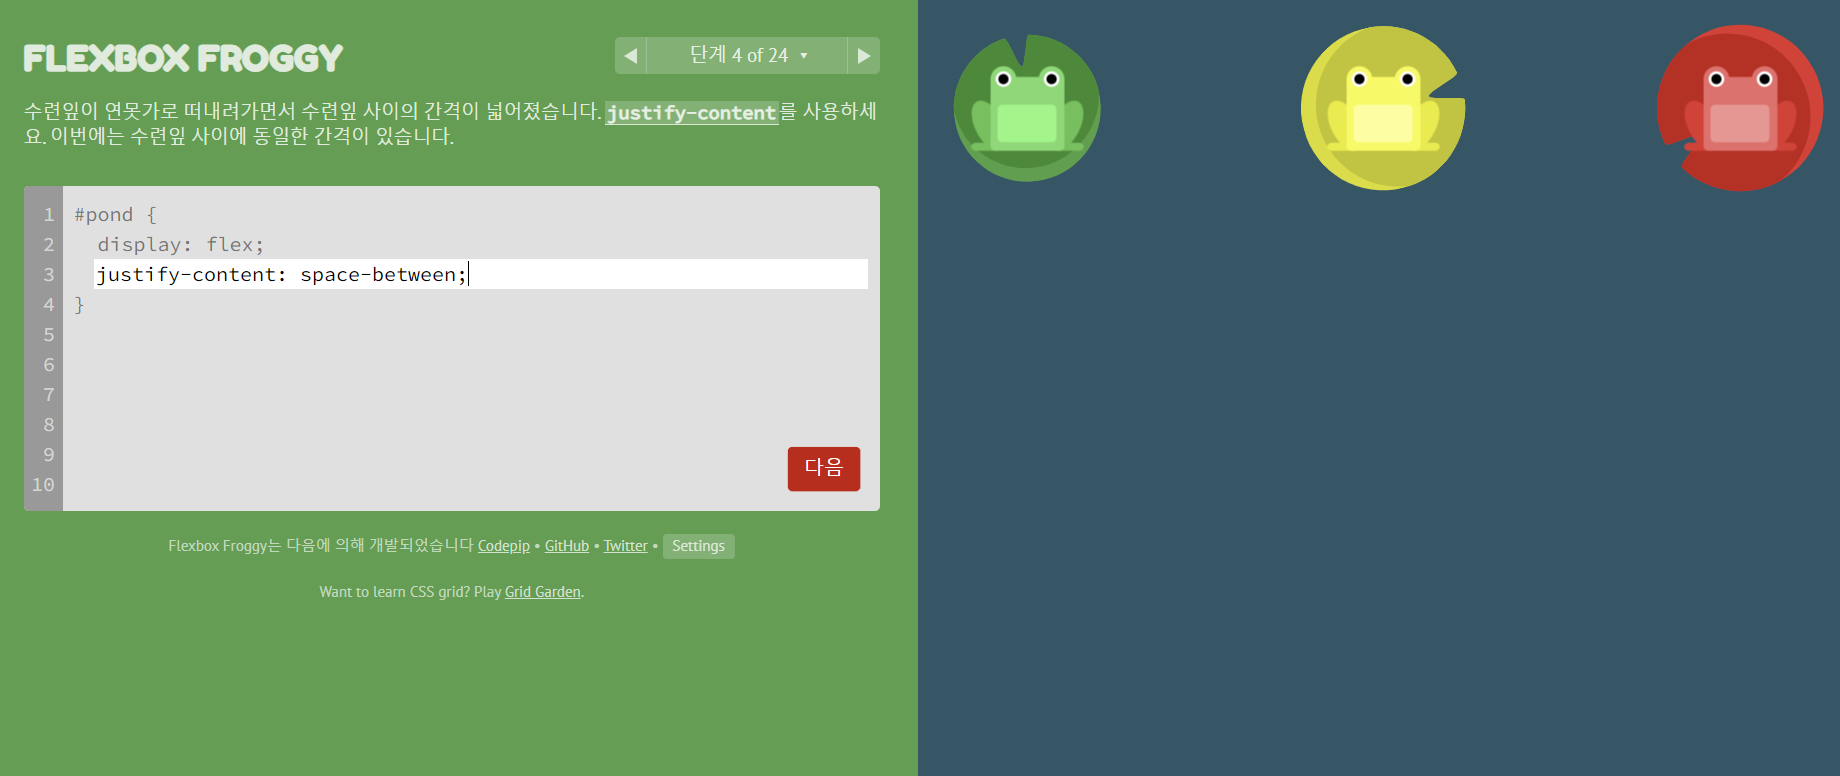 FLEXBOX FROGGY
◀ 단계 4 of 24 ▼ ▶
수련잎이 연못가로 떠내려가면서 수련잎 사이의 간격이 넓어졌습니다. justify-content를 사용하세
요. 이번에는 수련잎 사이에 동일한 간격이 있습니다.
1 #pond {
2 display: flex;
3 justify-content: space-between;
4 }
5
6
7
8
9
10
다음
Flexbox Froggy는 다음에 의해 개발되었습니다 Codepip • GitHub • Twitter • Settings
Want to learn CSS grid? Play Grid Garden.